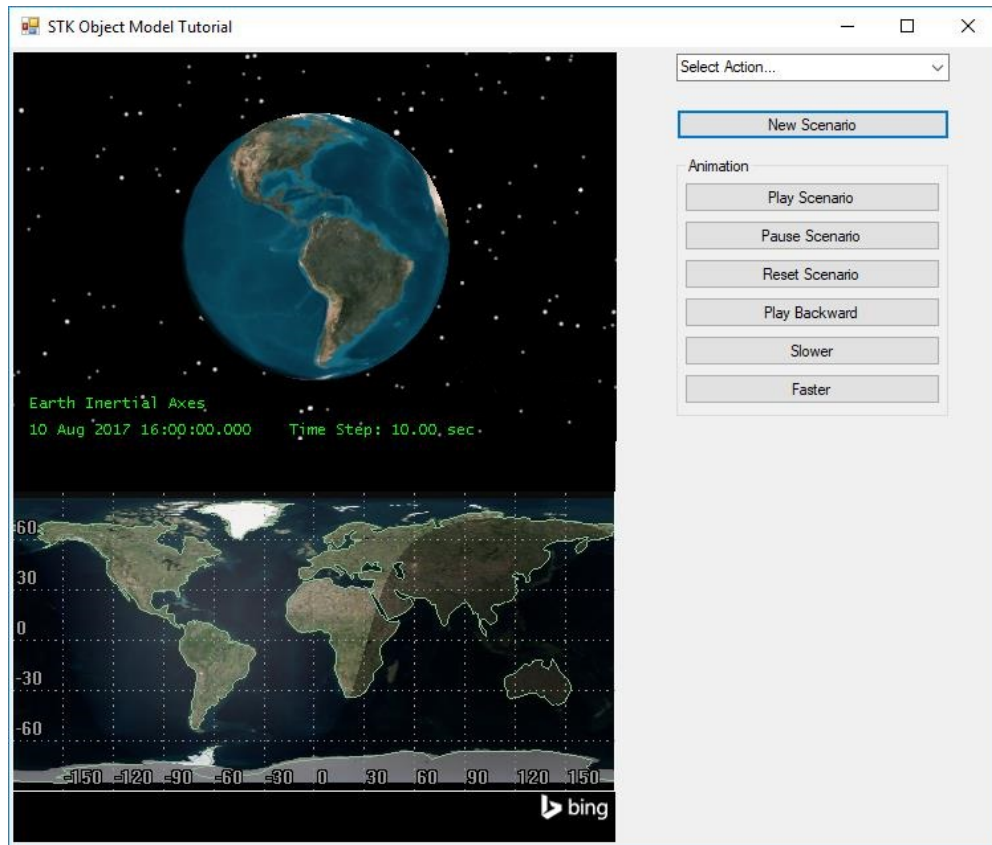 STK Object Model Tutorial
Select Action...
New Scenario
Animation
Play Scenario
Pause Scenario
Reset Scenario
Play Backward
Slower
Faster
Earth Inertial Axes
10 Aug 2017 16:00:00.000 Time Step: 10.00 sec
60
30
0
-30
-60
-150 -120 -90 -60 -30 0 30 60 90 120 150
bing